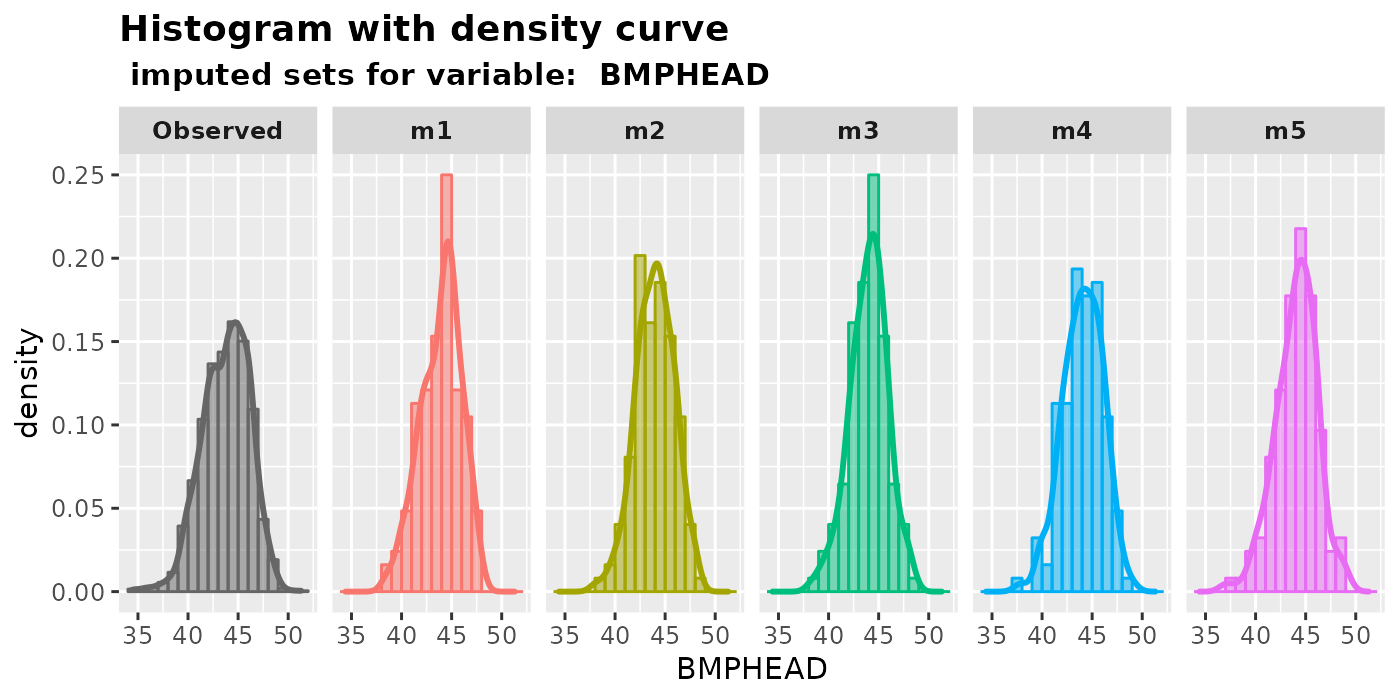 Histogram with density curve
imputed sets for variable:  BMPHEAD
Observed m1 m2 m3 m4 m5
0.25
0.20
0.15
0.10
0.05
0.00
density
35 40 45 50 35 40 45 50 35 40 45 50 35 40 45 50 35 40 45 50 35 40 45 50
BMPHEAD